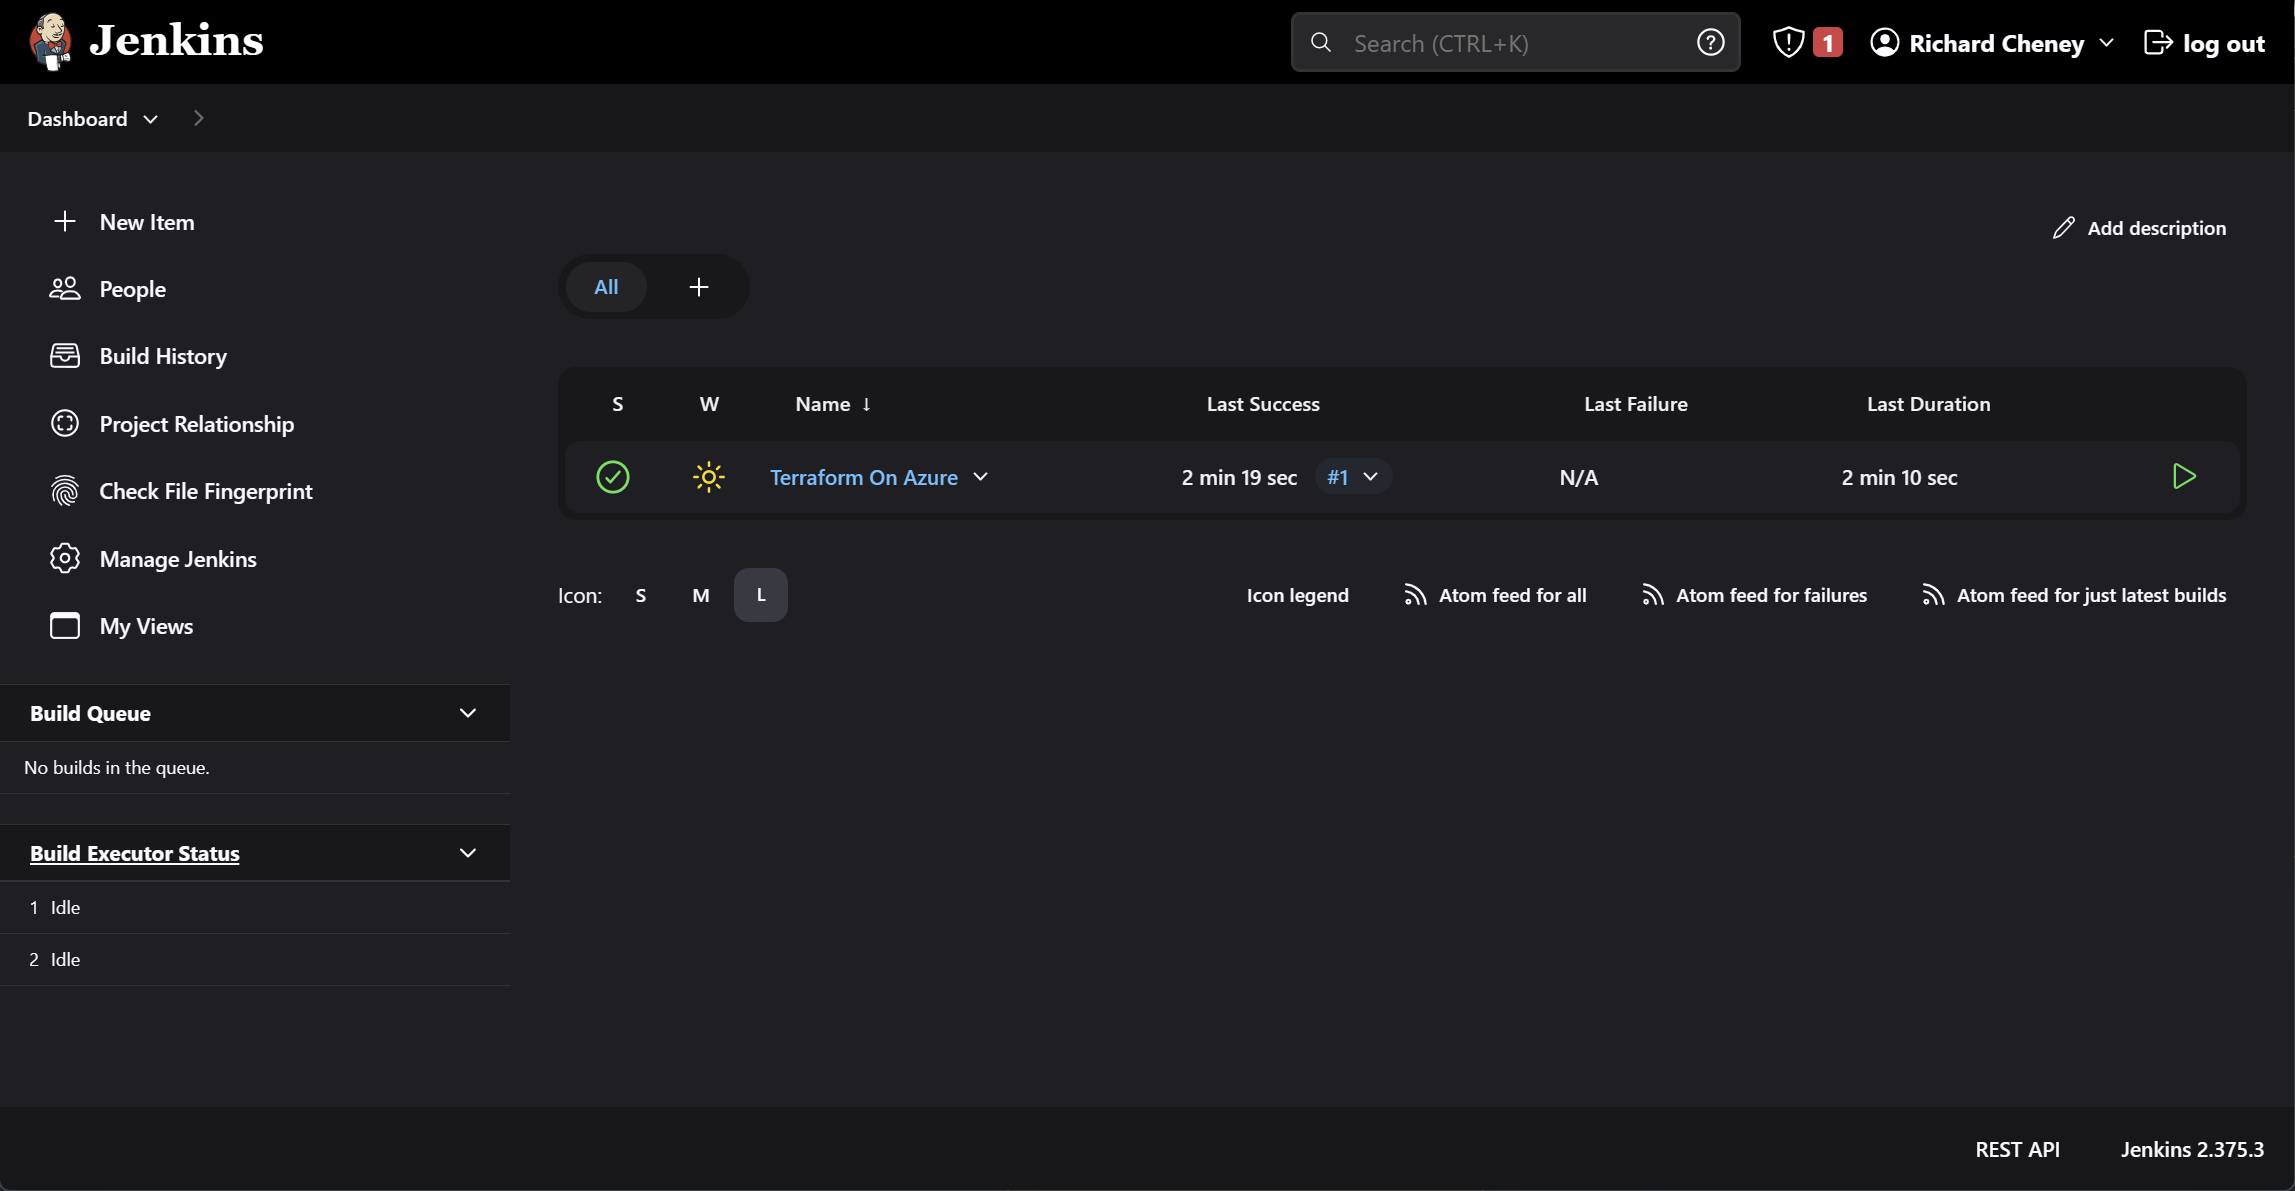 Jenkins
Search (CTRL+K)
1
Richard Cheney
log out
Dashboard
New Item
People
Build History
Project Relationship
Check File Fingerprint
Manage Jenkins
My Views
Build Queue
No builds in the queue.
Build Executor Status
1 Idle
2 Idle
Add description
All
S W Name ↓ Last Success Last Failure Last Duration
Terraform On Azure 2 min 19 sec #1 N/A 2 min 10 sec
Icon: S M L
Icon legend
Atom feed for all
Atom feed for failures
Atom feed for just latest builds
REST API
Jenkins 2.375.3